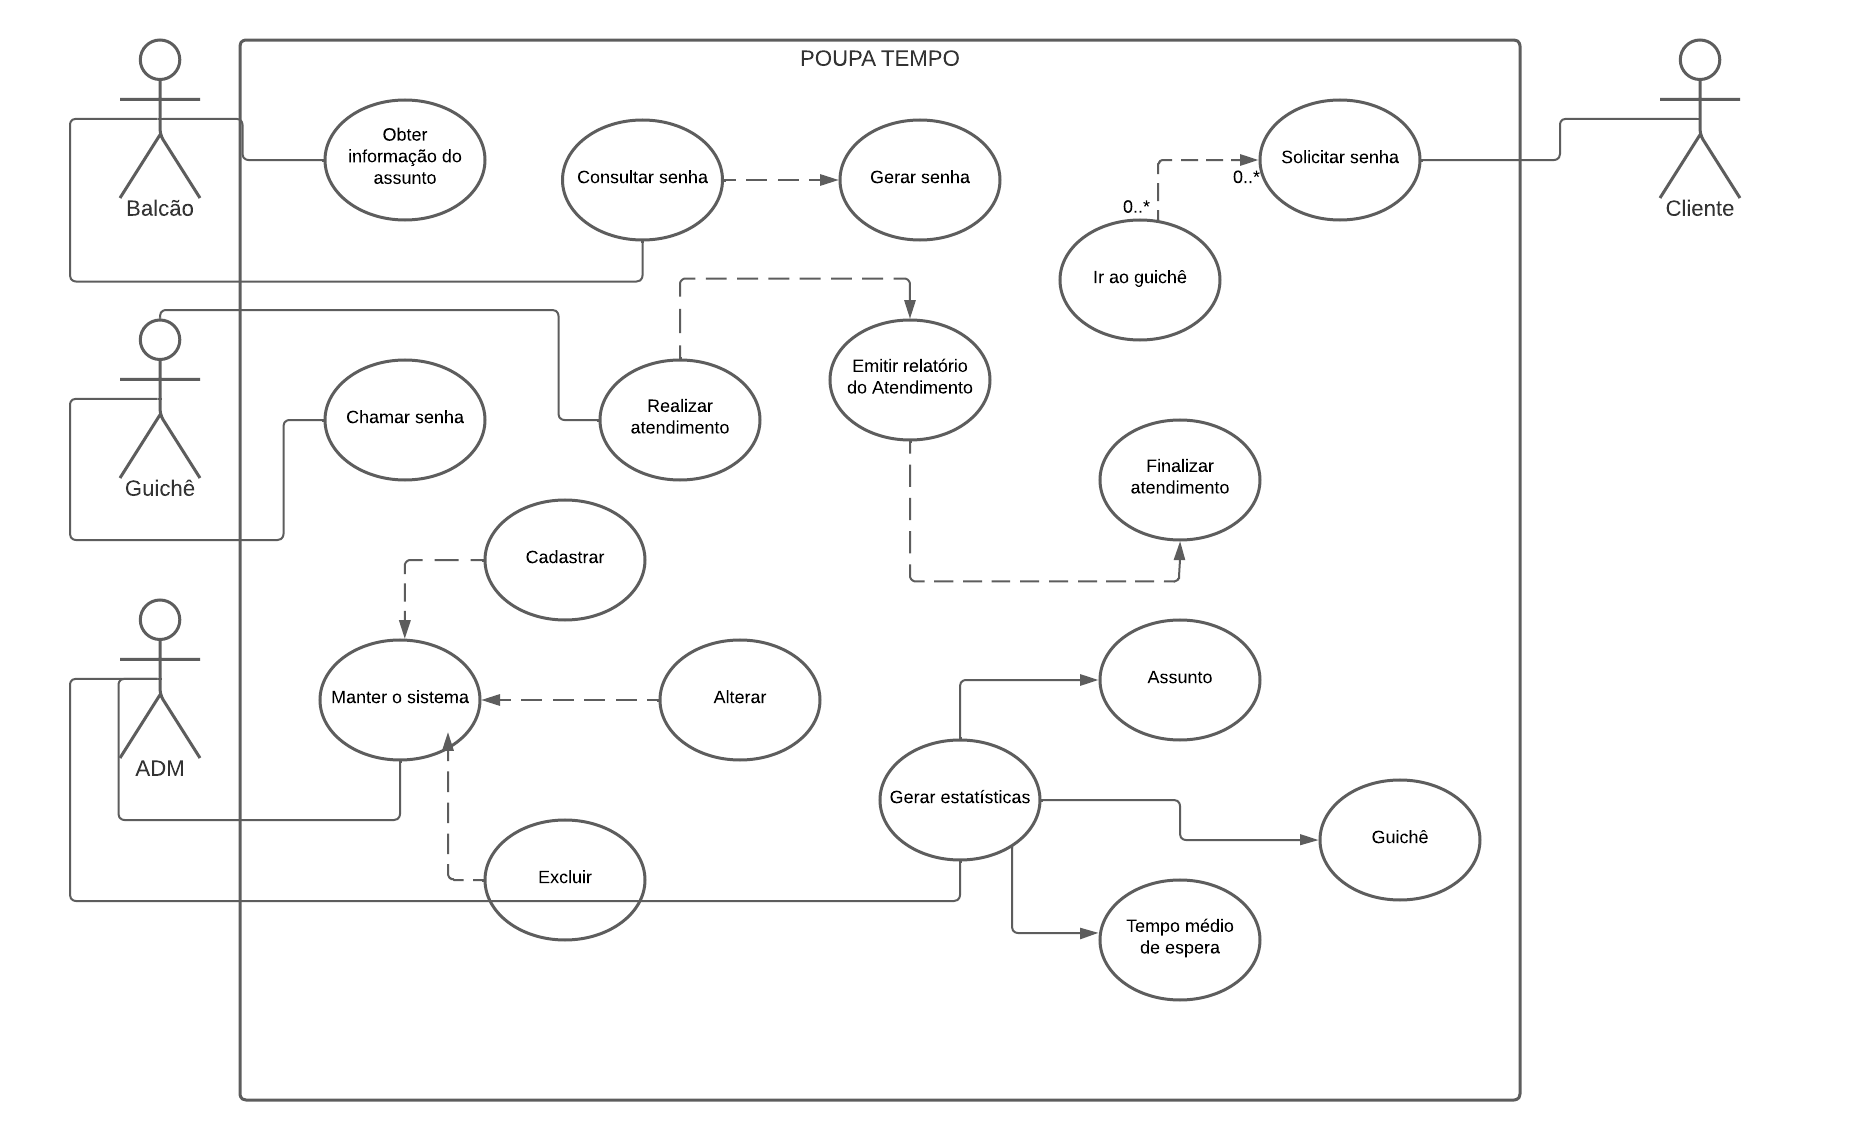 POUPA TEMPO
Balcão
Obter
informação do
assunto
Consultar senha
Gerar senha
Solicitar senha
0..*
0..*
Cliente
Ir ao guichê
Guichê
Chamar senha
Realizar
atendimento
Emitir relatório
do Atendimento
Finalizar
atendimento
Cadastrar
ADM
Manter o sistema
Alterar
Assunto
Gerar estatísticas
Guichê
Excluir
Tempo médio
de espera